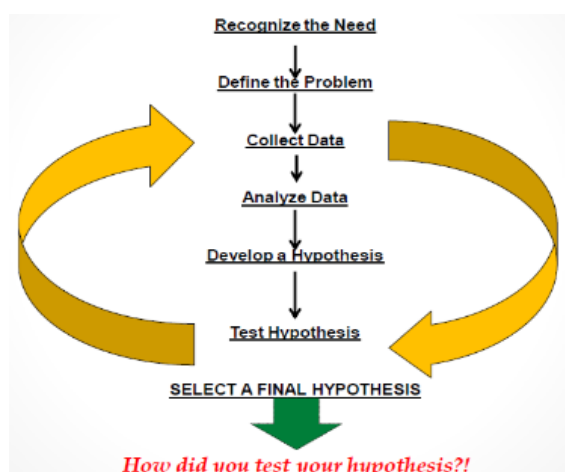 Recognize the Need
Define the Problem
Collect Data
Analyze Data
Develop a Hypothesis
Test Hypothesis
SELECT A FINAL HYPOTHESIS
How did you test your hypothesis?!